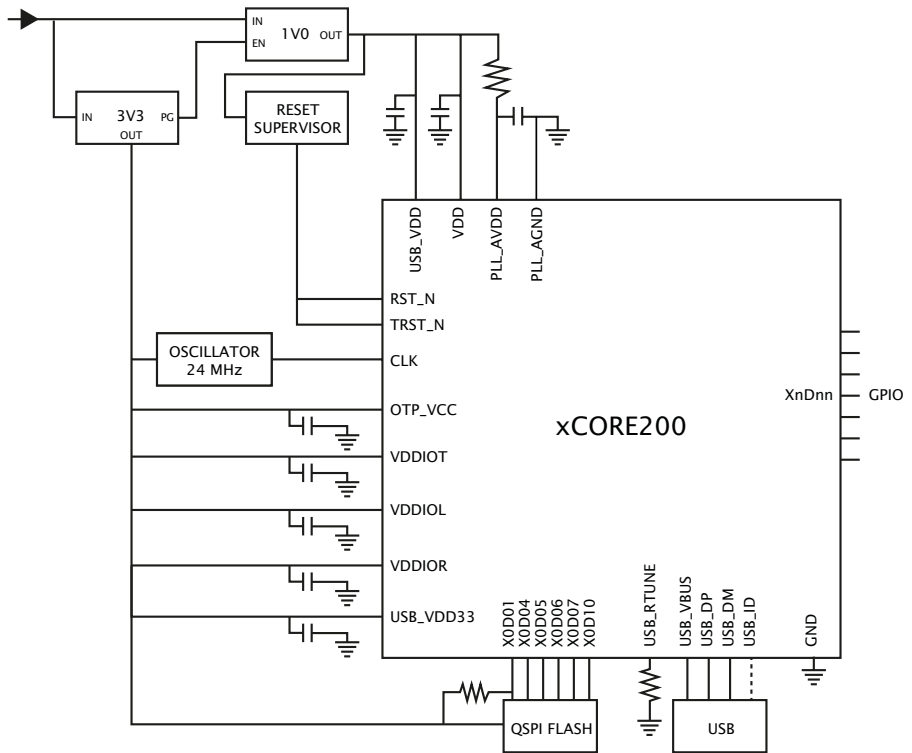 IN
EN
1V0
OUT
IN
3V3
PG
OUT
RESET
SUPERVISOR
USB_VDD
VDD
PLL_AVDD
PLL_AGND
RST_N
TRST_N
OSCILLATOR
24 MHz
CLK
XnDnn
GPIO
OTP_VCC
xCORE200
VDDIOT
VDDIOL
VDDIOR
USB_VDD33
X0D01
X0D04
X0D05
X0D06
X0D07
X0D10
USB_RTUNE
USB_VBUS
USB_DP
USB_DM
USB_ID
GND
QSPI FLASH
USB